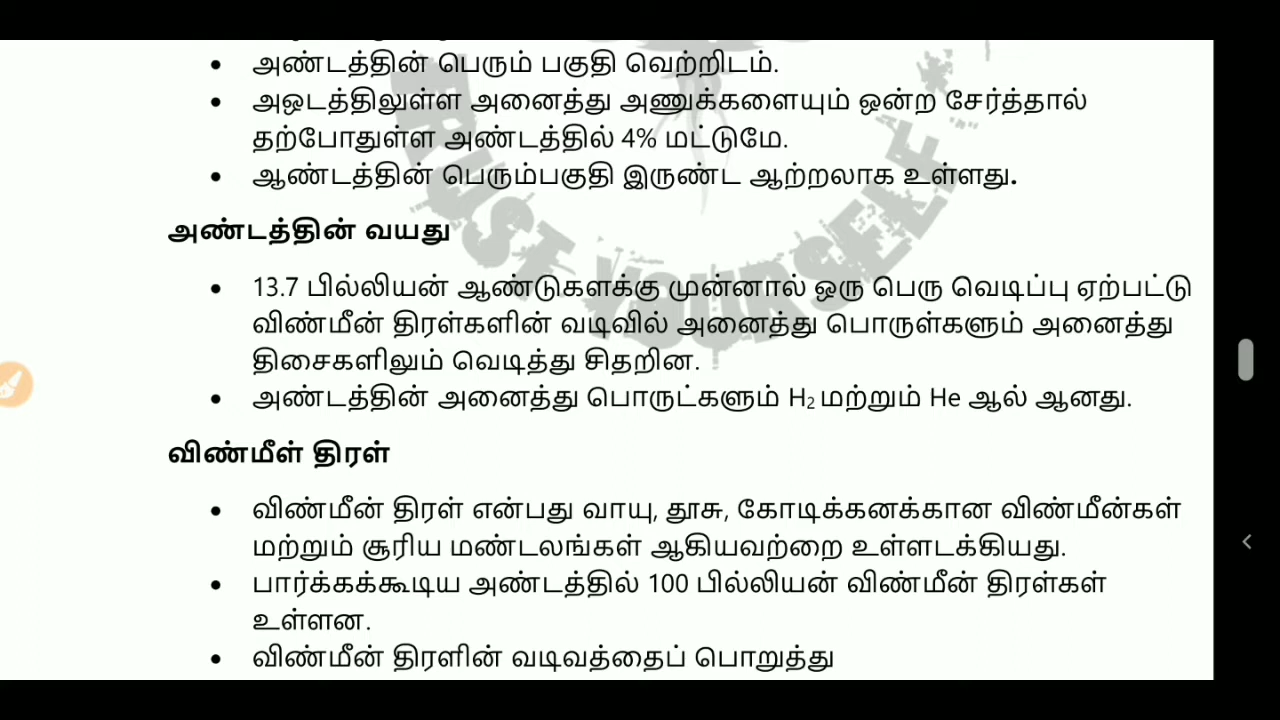 அண்டத்தின் பெரும் பகுதி வெற்றிடம்.
அஒடத்திலுள்ள அனைத்து அணுக்களையும் ஒன்ற சேர்த்தால்
தற்போதுள்ள அண்டத்தில் 4% மட்டுமே.
ஆண்டத்தின் பெரும்பகுதி இருண்ட ஆற்றலாக உள்ளது.
அண்டத்தின் வயது
13.7 பில்லியன் ஆண்டுகளக்கு முன்னால் ஒரு பெரு வெடிப்பு ஏற்பட்டு
விண்மீன் திரள்களின் வடிவில் அனைத்து பொருள்களும் அனைத்து
திசைகளிலும் வெடித்து சிதறின.
அண்டத்தின் அனைத்து பொருட்களும் H₂ மற்றும் He ஆல் ஆனது.
விண்மீள் திரள்
விண்மீன் திரள் என்பது வாயு, தூசு, கோடிக்கனக்கான விண்மீன்கள்
மற்றும் சூரிய மண்டலங்கள் ஆகியவற்றை உள்ளடக்கியது.
பார்க்கக்கூடிய அண்டத்தில் 100 பில்லியன் விண்மீன் திரள்கள்
உள்ளன.
விண்மீன் திரளின் வடிவத்தைப் பொறுத்து
TRUST YOURSELF